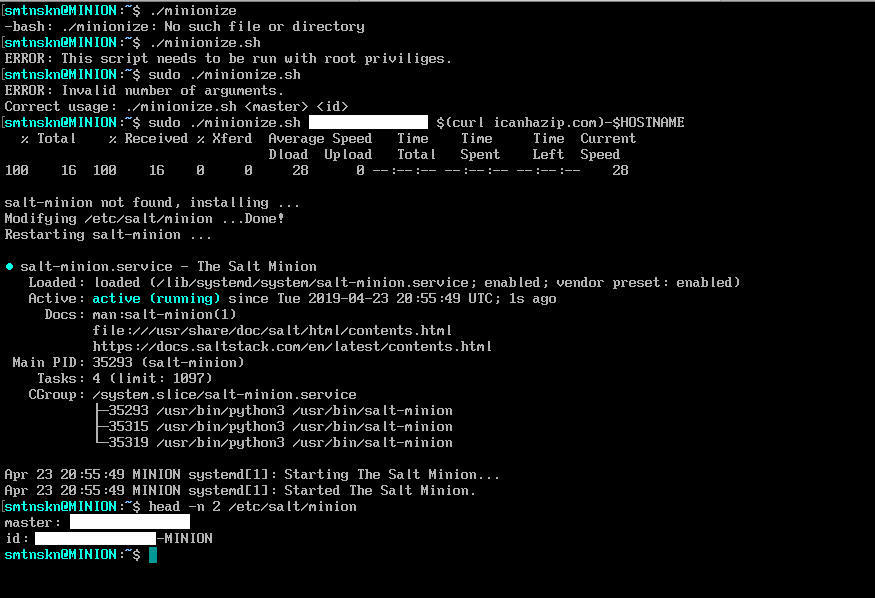 [smtnskn@MINION:~$ ./minionize
-bash: ./minionize: No such file or directory
[smtnskn@MINION:~$ ./minionize.sh
ERROR: This script needs to be run with root priviliges.
[smtnskn@MINION:~$ sudo ./minionize.sh
ERROR: Invalid number of arguments.
Correct usage: ./minionize.sh <master> <id>
[smtnskn@MINION:~$ sudo ./minionize.sh $(curl icanhazip.com)-$HOSTNAME
% Total % Received % Xferd Average Speed Time Time Time Current
Dload Upload Total Spent Left Speed
100 16 100 16 0 0 28 0 --:--:-- --:--:-- --:--:-- 28
salt-minion not found, installing ...
Modifying /etc/salt/minion ...Done!
Restarting salt-minion ...
● salt-minion.service - The Salt Minion
Loaded: loaded (/lib/systemd/system/salt-minion.service; enabled; vendor preset: enabled)
Active: active (running) since Tue 2019-04-23 20:55:49 UTC; 1s ago
Docs: man:salt-minion(1)
file:///usr/share/doc/salt/html/contents.html
https://docs.saltstack.com/en/latest/contents.html
Main PID: 35293 (salt-minion)
Tasks: 4 (limit: 1097)
CGroup: /system.slice/salt-minion.service
├─35293 /usr/bin/python3 /usr/bin/salt-minion
├─35315 /usr/bin/python3 /usr/bin/salt-minion
└─35319 /usr/bin/python3 /usr/bin/salt-minion
Apr 23 20:55:49 MINION systemd[1]: Starting The Salt Minion...
Apr 23 20:55:49 MINION systemd[1]: Started The Salt Minion.
[smtnskn@MINION:~$ head -n 2 /etc/salt/minion
master:
id: -MINION
smtnskn@MINION:~$